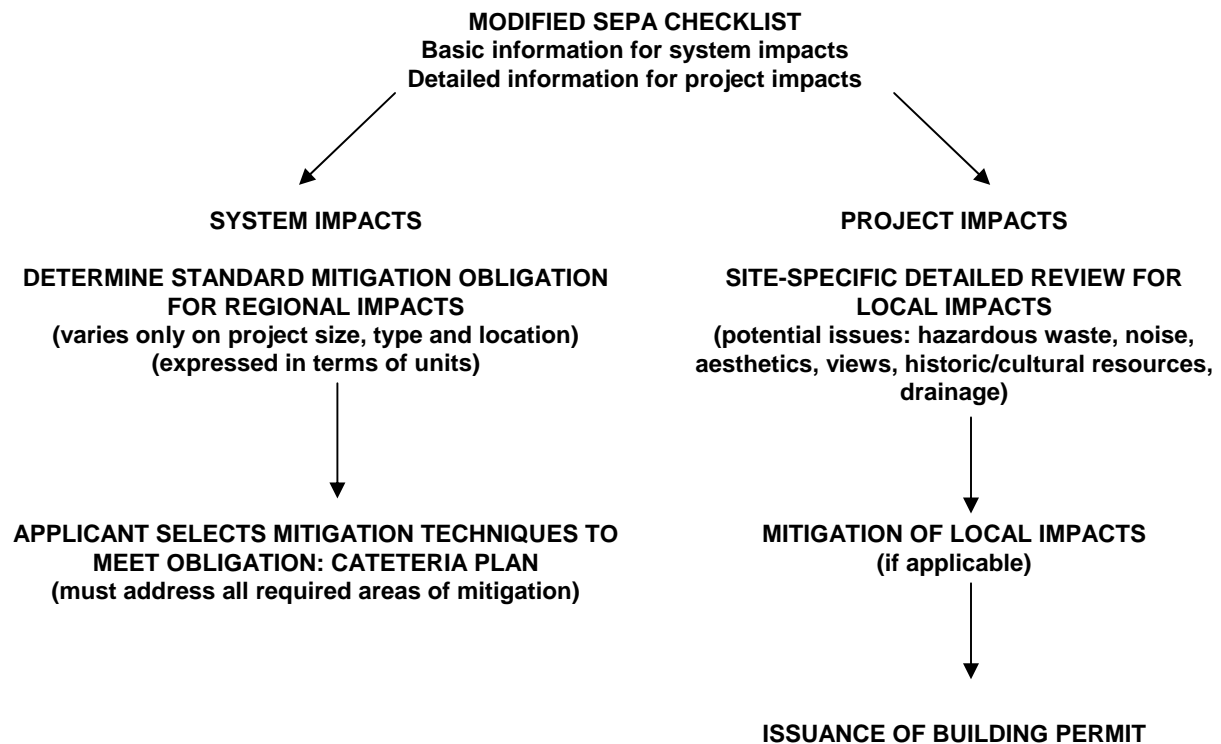 MODIFIED SEPA CHECKLIST
Basic information for system impacts
Detailed information for project impacts
SYSTEM IMPACTS
DETERMINE STANDARD MITIGATION OBLIGATION
FOR REGIONAL IMPACTS
(varies only on project size, type and location)
(expressed in terms of units)
APPLICANT SELECTS MITIGATION TECHNIQUES TO
MEET OBLIGATION: CATETERIA PLAN
(must address all required areas of mitigation)
PROJECT IMPACTS
SITE-SPECIFIC DETAILED REVIEW FOR
LOCAL IMPACTS
(potential issues: hazardous waste, noise,
aesthetics, views, historic/cultural resources,
drainage)
MITIGATION OF LOCAL IMPACTS
(if applicable)
ISSUANCE OF BUILDING PERMIT